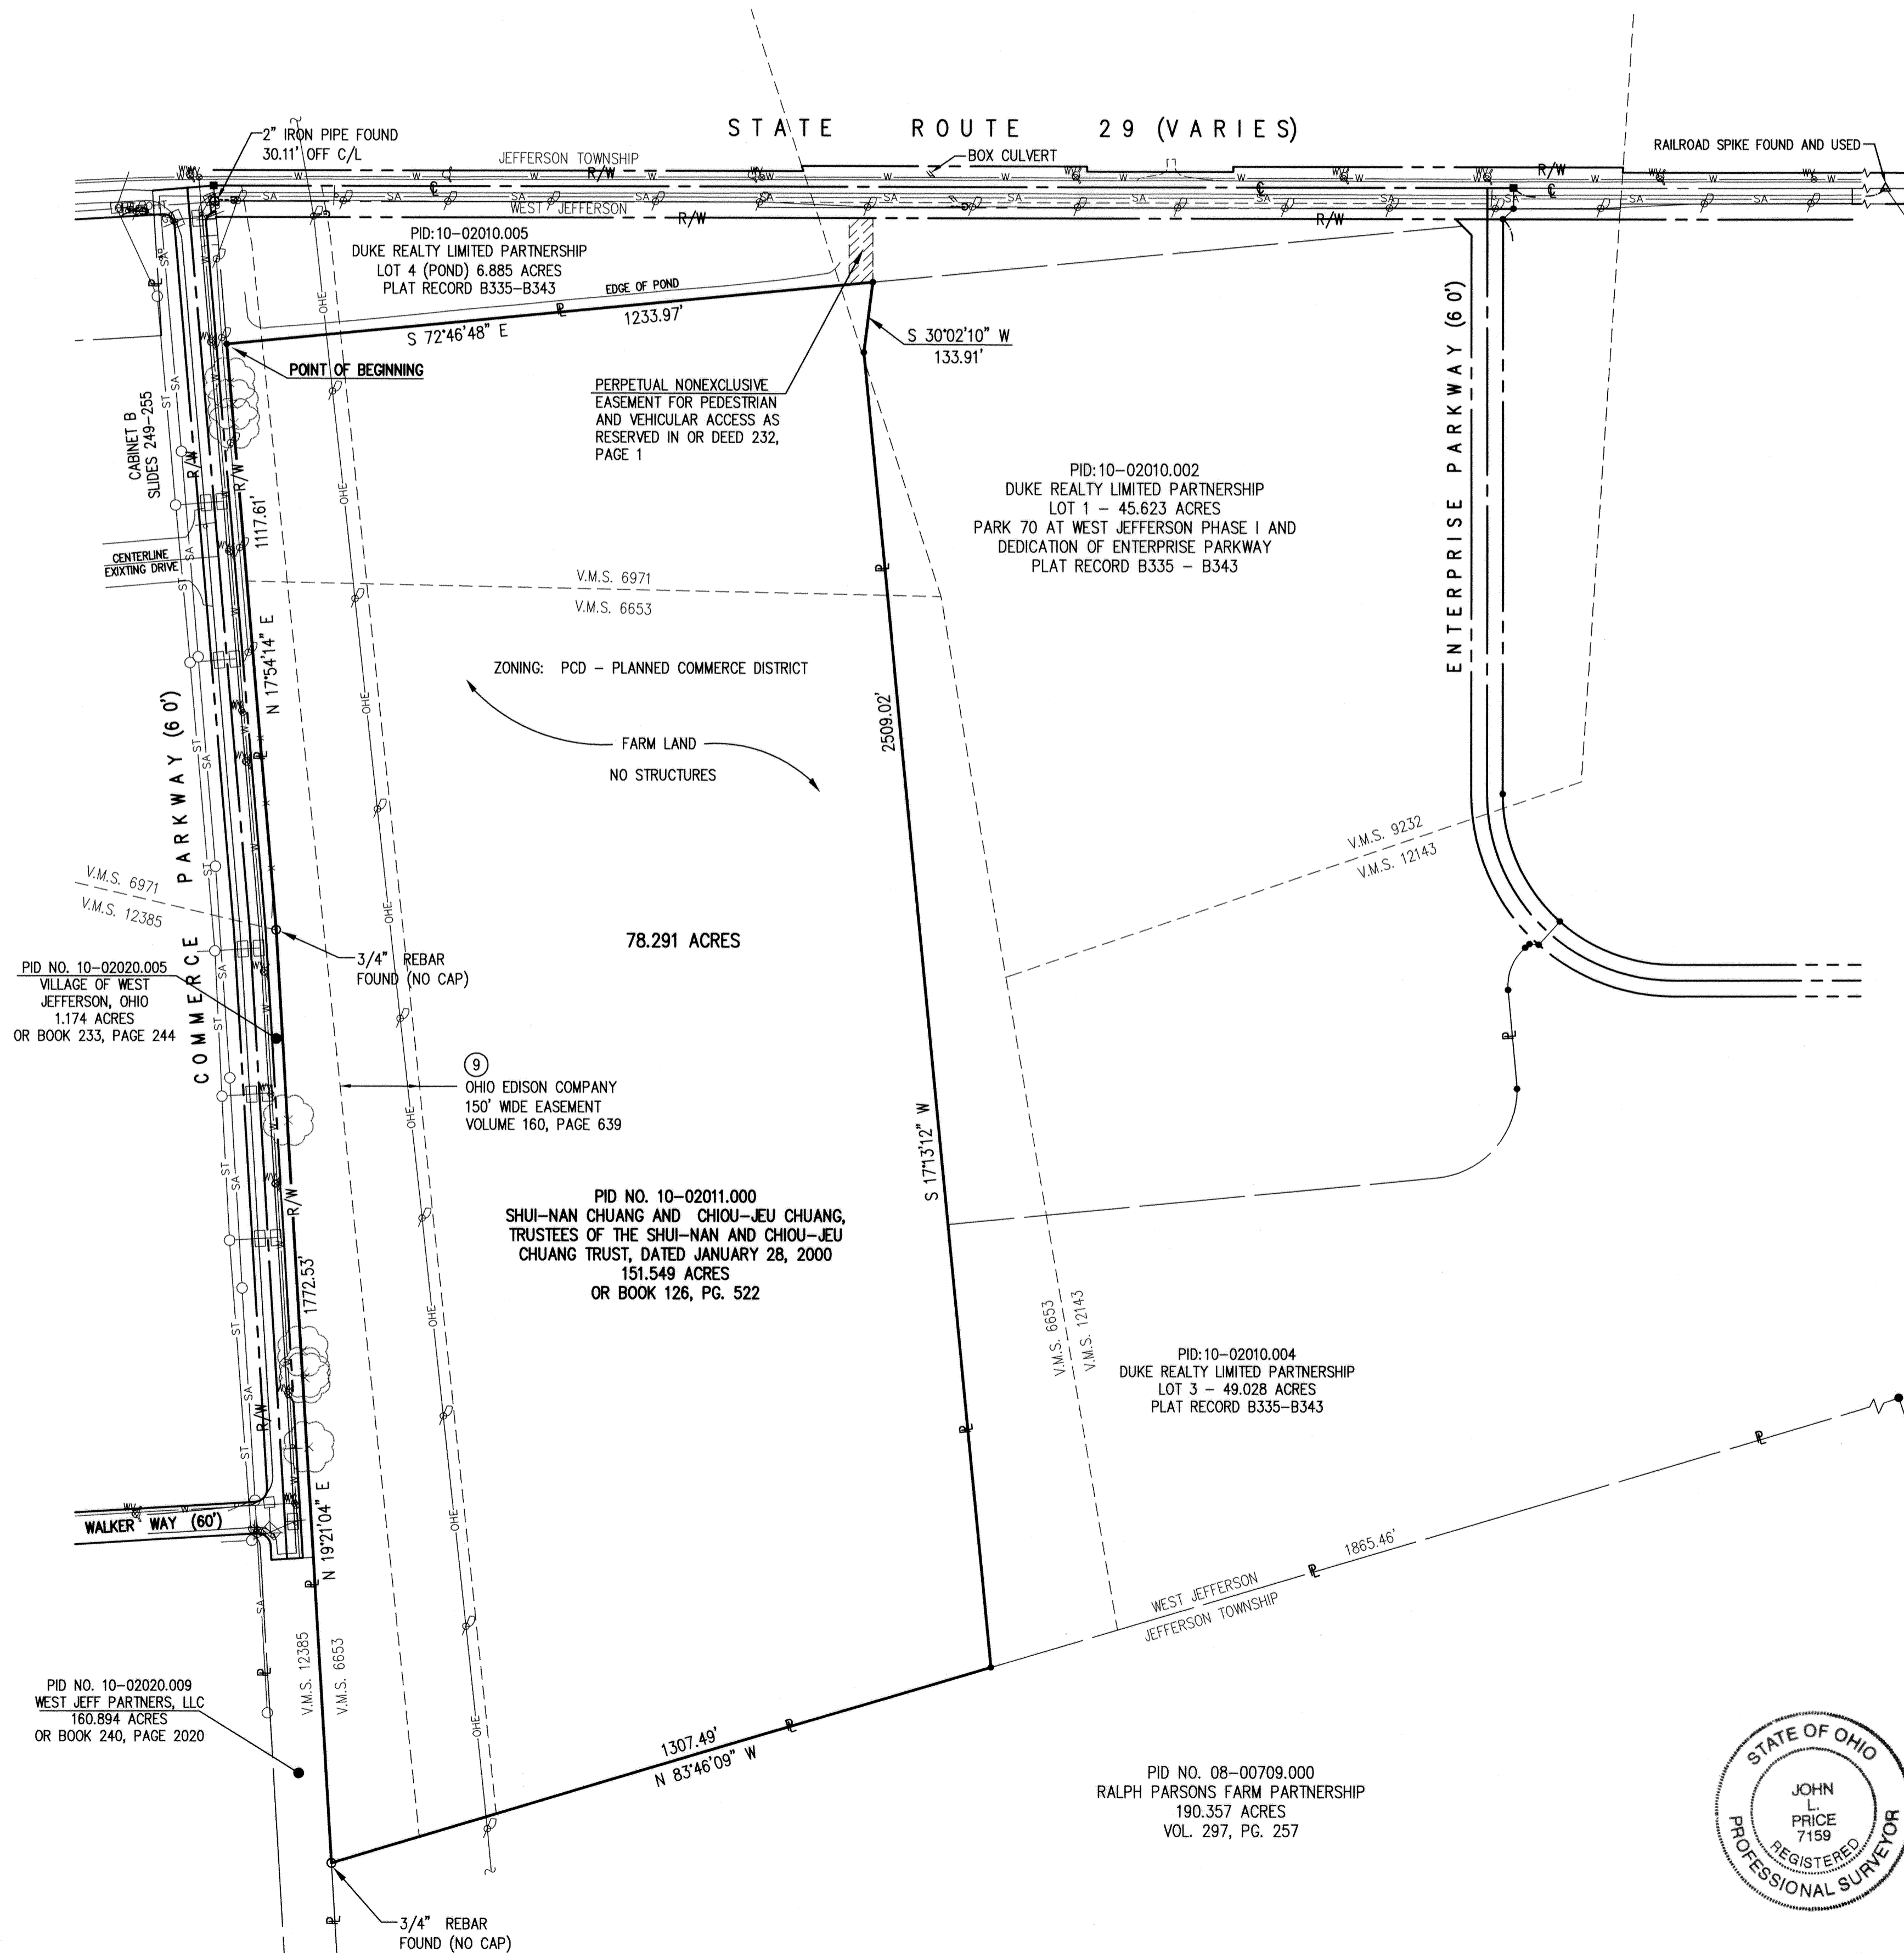 STATE ROUTE 29 (VARIES)
2" IRON PIPE FOUND
30.11' OFF C/L
JEFFERSON TOWNSHIP
R/W
BOX CULVERT
R/W
RAILROAD SPIKE FOUND AND USED
WEST JEFFERSON
R/W
R/W
PID:10-02010.005
DUKE REALTY LIMITED PARTNERSHIP
LOT 4 (POND) 6.885 ACRES
PLAT RECORD B335-B343
EDGE OF POND
S 72°46'48" E
1233.97'
S 30°02'10" W
133.91'
POINT OF BEGINNING
PERPETUAL NONEXCLUSIVE
EASEMENT FOR PEDESTRIAN
AND VEHICULAR ACCESS AS
RESERVED IN OR DEED 232,
PAGE 1
CABINET B
SLIDES 249-255
R/W
R/W
1117.61'
N 17°54'14" E
CENTERLINE
EXIXTING DRIVE
PID:10-02010.002
DUKE REALTY LIMITED PARTNERSHIP
LOT 1 - 45.623 ACRES
PARK 70 AT WEST JEFFERSON PHASE I AND
DEDICATION OF ENTERPRISE PARKWAY
PLAT RECORD B335 - B343
ENTERPRISE PARKWAY (60')
V.M.S. 6971
V.M.S. 6653
ZONING: PCD - PLANNED COMMERCE DISTRICT
FARM LAND
NO STRUCTURES
2509.02'
S 17°13'12" W
COMMERCE PARKWAY (60')
V.M.S. 9232
V.M.S. 12143
V.M.S. 6971
V.M.S. 12385
78.291 ACRES
3/4" REBAR
FOUND (NO CAP)
PID NO. 10-02020.005
VILLAGE OF WEST
JEFFERSON, OHIO
1.174 ACRES
OR BOOK 233, PAGE 244
9
OHIO EDISON COMPANY
150' WIDE EASEMENT
VOLUME 160, PAGE 639
PID NO. 10-02011.000
SHUI-NAN CHUANG AND CHIOU-JEU CHUANG,
TRUSTEES OF THE SHUI-NAN AND CHIOU-JEU
CHUANG TRUST, DATED JANUARY 28, 2000
151.549 ACRES
OR BOOK 126, PG. 522
R/W
1772.53'
N 19°21'04" E
R/W
V.M.S. 6653
V.M.S. 12143
PID:10-02010.004
DUKE REALTY LIMITED PARTNERSHIP
LOT 3 - 49.028 ACRES
PLAT RECORD B335-B343
WALKER WAY (60')
1865.46'
WEST JEFFERSON
JEFFERSON TOWNSHIP
V.M.S. 12385
V.M.S. 6653
PID NO. 10-02020.009
WEST JEFF PARTNERS, LLC
160.894 ACRES
OR BOOK 240, PAGE 2020
1307.49'
N 83°46'09" W
PID NO. 08-00709.000
RALPH PARSONS FARM PARTNERSHIP
190.357 ACRES
VOL. 297, PG. 257
STATE OF OHIO
JOHN
L.
PRICE
7159
REGISTERED
PROFESSIONAL SURVEYOR
3/4" REBAR
FOUND (NO CAP)